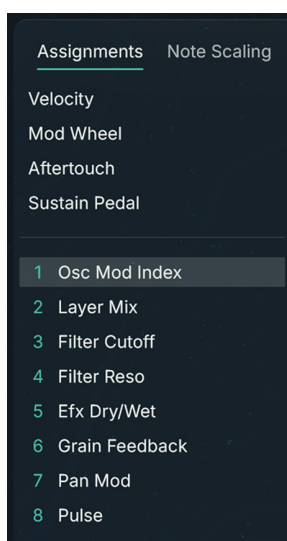 Assignments Note Scaling
Velocity
Mod Wheel
Aftertouch
Sustain Pedal
1 Osc Mod Index
2 Layer Mix
3 Filter Cutoff
4 Filter Reso
5 Efx Dry/Wet
6 Grain Feedback
7 Pan Mod
8 Pulse